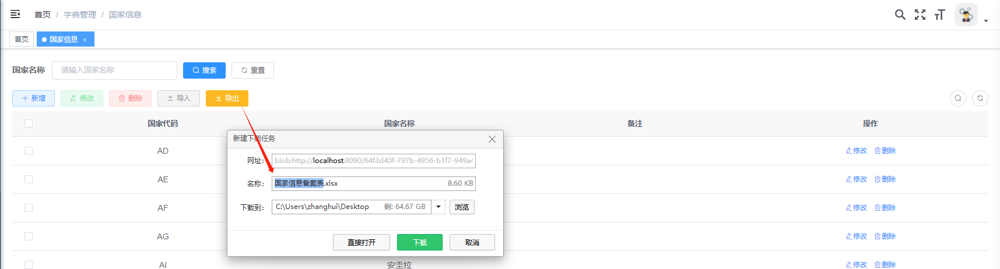 首页 / 字典管理 / 国家信息
首页
国家信息 ×
国家名称 请输入国家名称 搜索 重置
新增 修改 删除 导入 导出
国家代码 国家名称 备注 操作
新建下载任务
网址: blob:http://localhost:8090/64f3d40f-797b-4956-b1f7-949a4
名称: 国家信息备案表.xlsx 8.60 KB
下载到: C:\Users\zhanghui\Desktop 剩: 64.67 GB 浏览
直接打开 下载 取消
AD 修改 删除
AE 修改 删除
AF 修改 删除
AG 修改 删除
AI 安圭拉 修改 删除